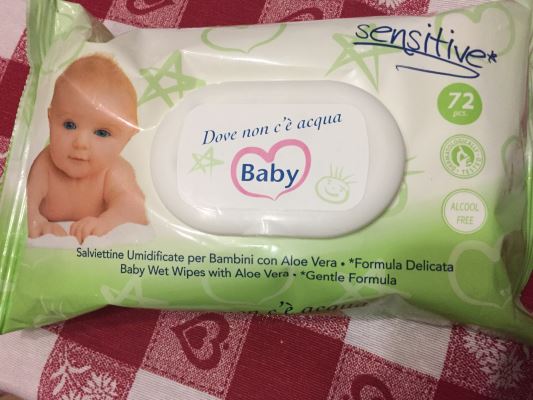 sensitive*
72
pcs.
Dove non c'è acqua
Baby
ALCOOL
FREE
Salviettine Umidificate per Bambini con Aloe Vera • *Formula Delicata
Baby Wet Wipes with Aloe Vera • *Gentle Formula
c'è acqua